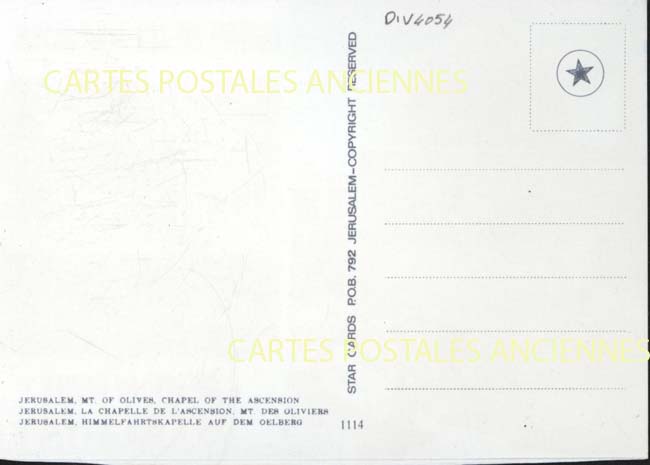 DIV4054
CARTES POSTALES ANCIENNES
STAR CARDS P.O.B. 792 JERUSALEM-COPYRIGHT RESERVED
CARTES POSTALES ANCIENNES
JERUSALEM, MT. OF OLIVES, CHAPEL OF THE ASCENSION
JERUSALEM, LA CHAPELLE DE L'ASCENSION, MT. DES OLIVIERS
JERUSALEM, HIMMELFAHRTSKAPELLE AUF DEM OELBERG
1114